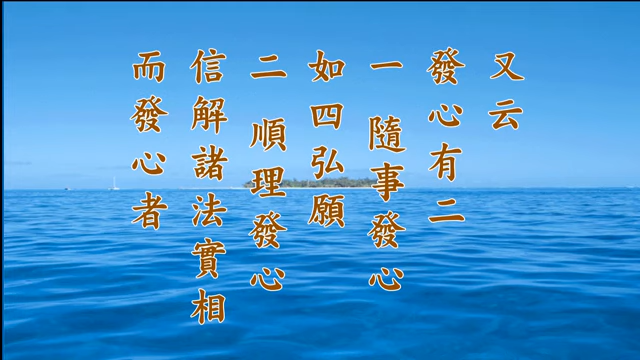 又云
發心有二
一 隨事發心
如四弘願
二 順理發心
信解諸法實相
而發心者